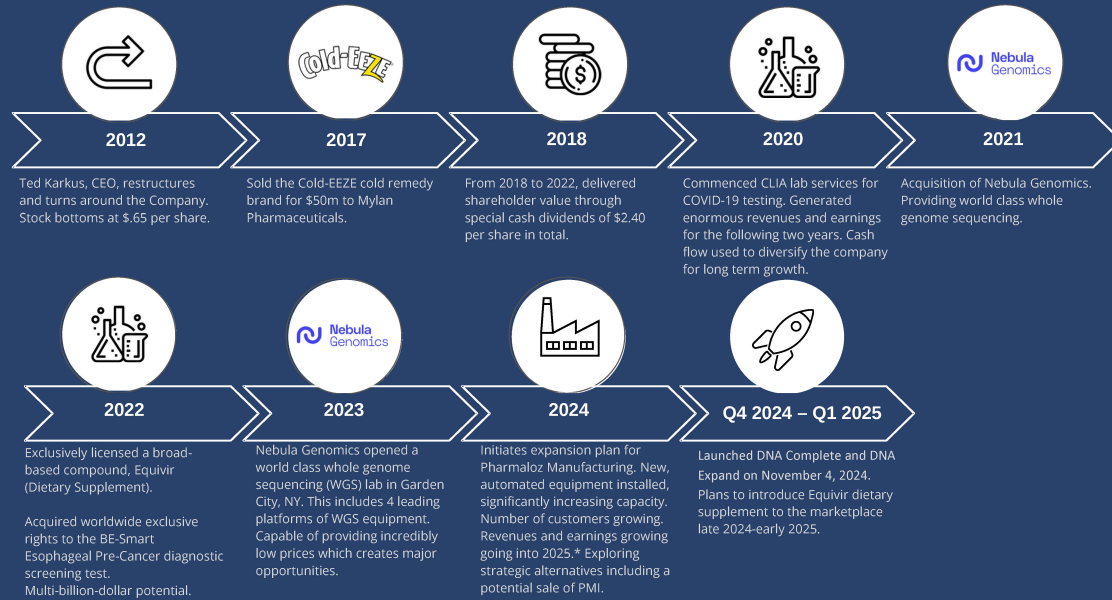 Cold-EEZE
Nebula
Genomics
2012
2017
2018
2020
2021
Ted Karkus, CEO, restructures
and turns around the Company.
Stock bottoms at $.65 per share.
Sold the Cold-EEZE cold remedy
brand for $50m to Mylan
Pharmaceuticals.
From 2018 to 2022, delivered
shareholder value through
special cash dividends of $2.40
per share in total.
Commenced CLIA lab services for
COVID-19 testing. Generated
enormous revenues and earnings
for the following two years. Cash
flow used to diversify the company
for long term growth.
Acquisition of Nebula Genomics.
Providing world class whole
genome sequencing.
Nebula
Genomics
2022
2023
2024
Q4 2024 – Q1 2025
Exclusively licensed a broad-
based compound, Equivir
(Dietary Supplement).
Acquired worldwide exclusive
rights to the BE-Smart
Esophageal Pre-Cancer diagnostic
screening test.
Multi-billion-dollar potential.
Nebula Genomics opened a
world class whole genome
sequencing (WGS) lab in Garden
City, NY. This includes 4 leading
platforms of WGS equipment.
Capable of providing incredibly
low prices which creates major
opportunities.
Initiates expansion plan for
Pharmaloz Manufacturing. New,
automated equipment installed,
significantly increasing capacity.
Number of customers growing.
Revenues and earnings growing
going into 2025.* Exploring
strategic alternatives including a
potential sale of PMI.
Launched DNA Complete and DNA
Expand on November 4, 2024.
Plans to introduce Equivir dietary
supplement to the marketplace
late 2024-early 2025.